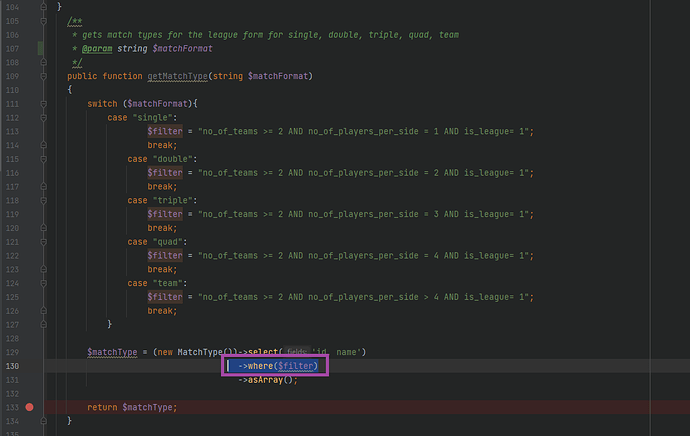 104 }
105 /**
106 * gets match types for the league form for single, double, triple, quad, team
107 * @param string $matchFormat
108 */
109 public function getMatchType(string $matchFormat)
110 {
111 switch ($matchFormat){
112 case "single":
113 $filter = "no_of_teams >= 2 AND no_of_players_per_side = 1 AND is_league= 1";
114 break;
115 case "double":
116 $filter = "no_of_teams >= 2 AND no_of_players_per_side = 2 AND is_league= 1";
117 break;
118 case "triple":
119 $filter = "no_of_teams >= 2 AND no_of_players_per_side = 3 AND is_league= 1";
120 break;
121 case "quad":
122 $filter = "no_of_teams >= 2 AND no_of_players_per_side = 4 AND is_league= 1";
123 break;
124 case "team":
125 $filter = "no_of_teams >= 2 AND no_of_players_per_side > 4 AND is_league= 1";
126 break;
127 }
128
129 $matchType = (new MatchType())->select( fields: 'id, name')
130 ->where($filter)
131 ->asArray();
132
133 return $matchType;
134 }